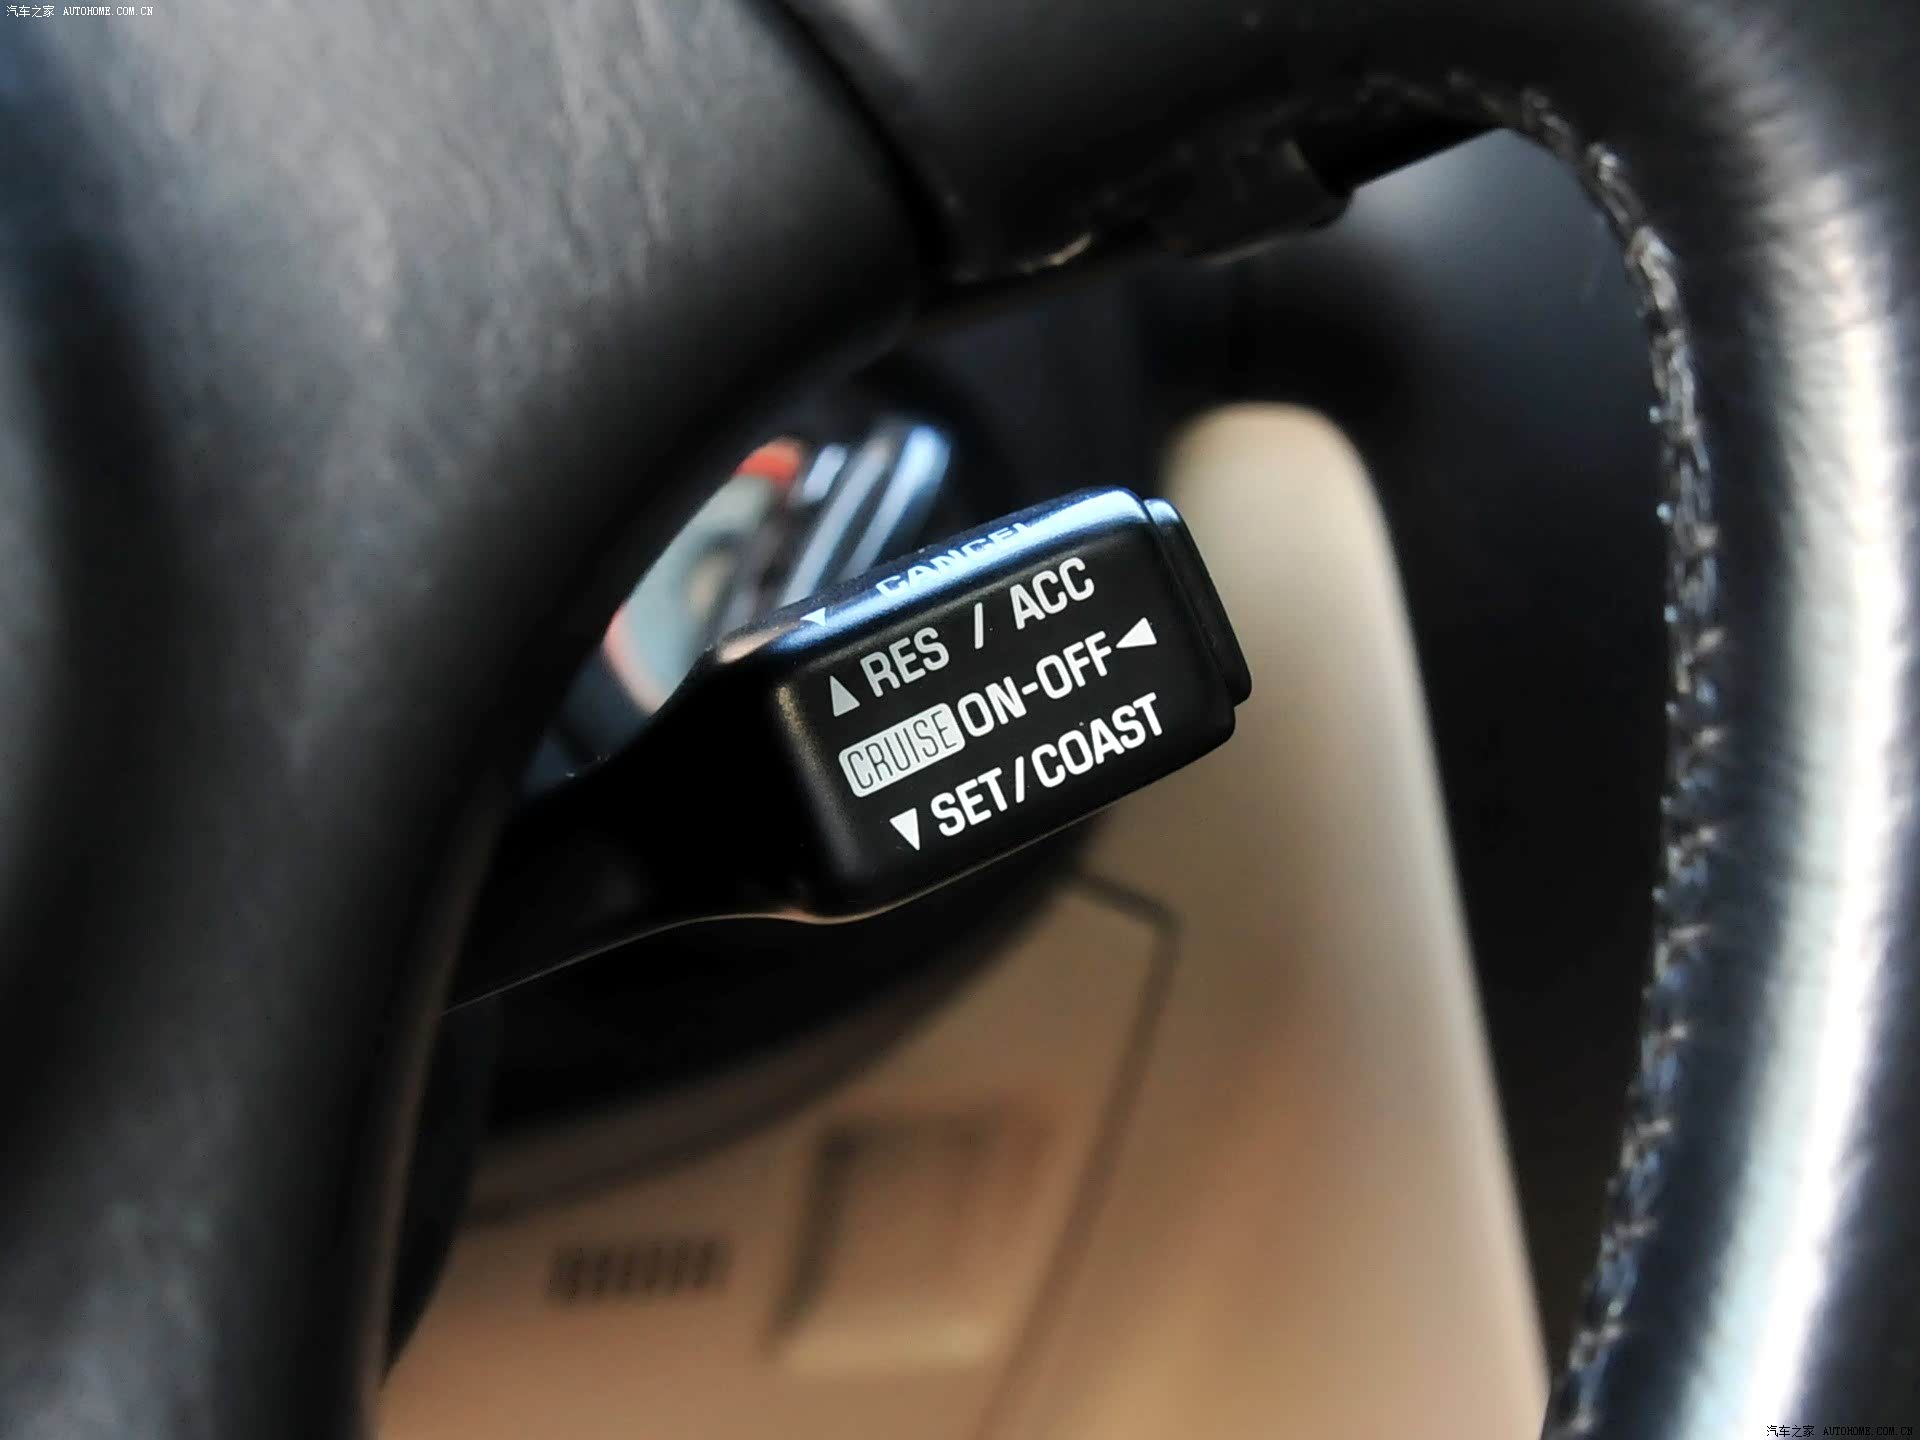 汽车之家 AUTOHOME.COM.CN
▼ CANCEL
▲ RES / ACC
CRUISE ON-OFF ◀
▼ SET/COAST
汽车之家 AUTOHOME.COM.CN